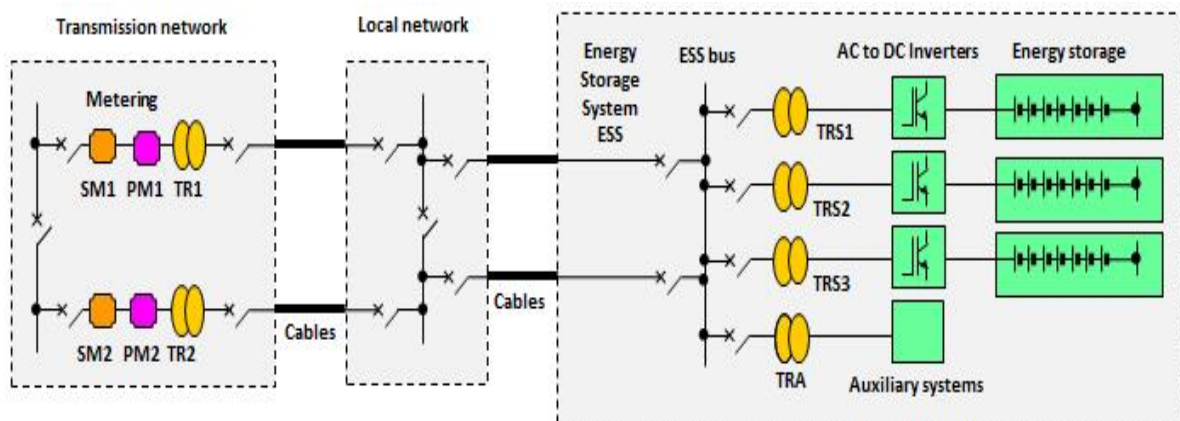 Transmission network
Local network
Energy
Storage
System
ESS
ESS bus
AC to DC Inverters
Energy storage
Metering
SM1 PM1 TR1
TRS1
TRS2
TRS3
SM2 PM2 TR2
Cables
Cables
TRA
Auxiliary systems